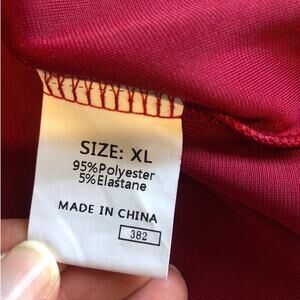 SIZE: XL
95%Polyester
5%Elastane
MADE IN CHINA
382